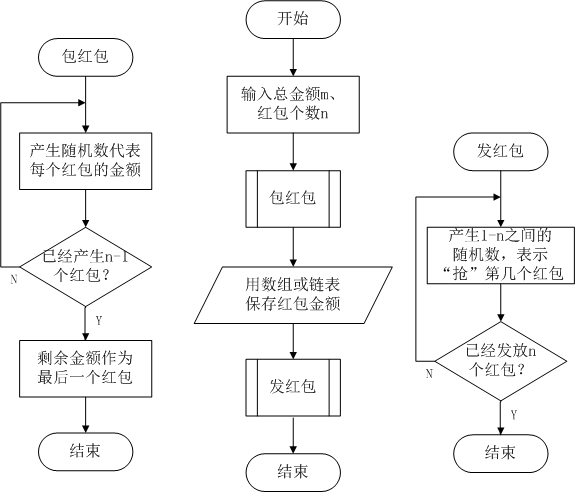 包红包
产生随机数代表
每个红包的金额
已经产生n-1
个红包？
N
Y
剩余金额作为
最后一个红包
结束
开始
输入总金额m、
红包个数n
包红包
用数组或链表
保存红包金额
发红包
结束
发红包
产生1-n之间的
随机数，表示
“抢”第几个红包
已经发放n
个红包？
N
Y
结束